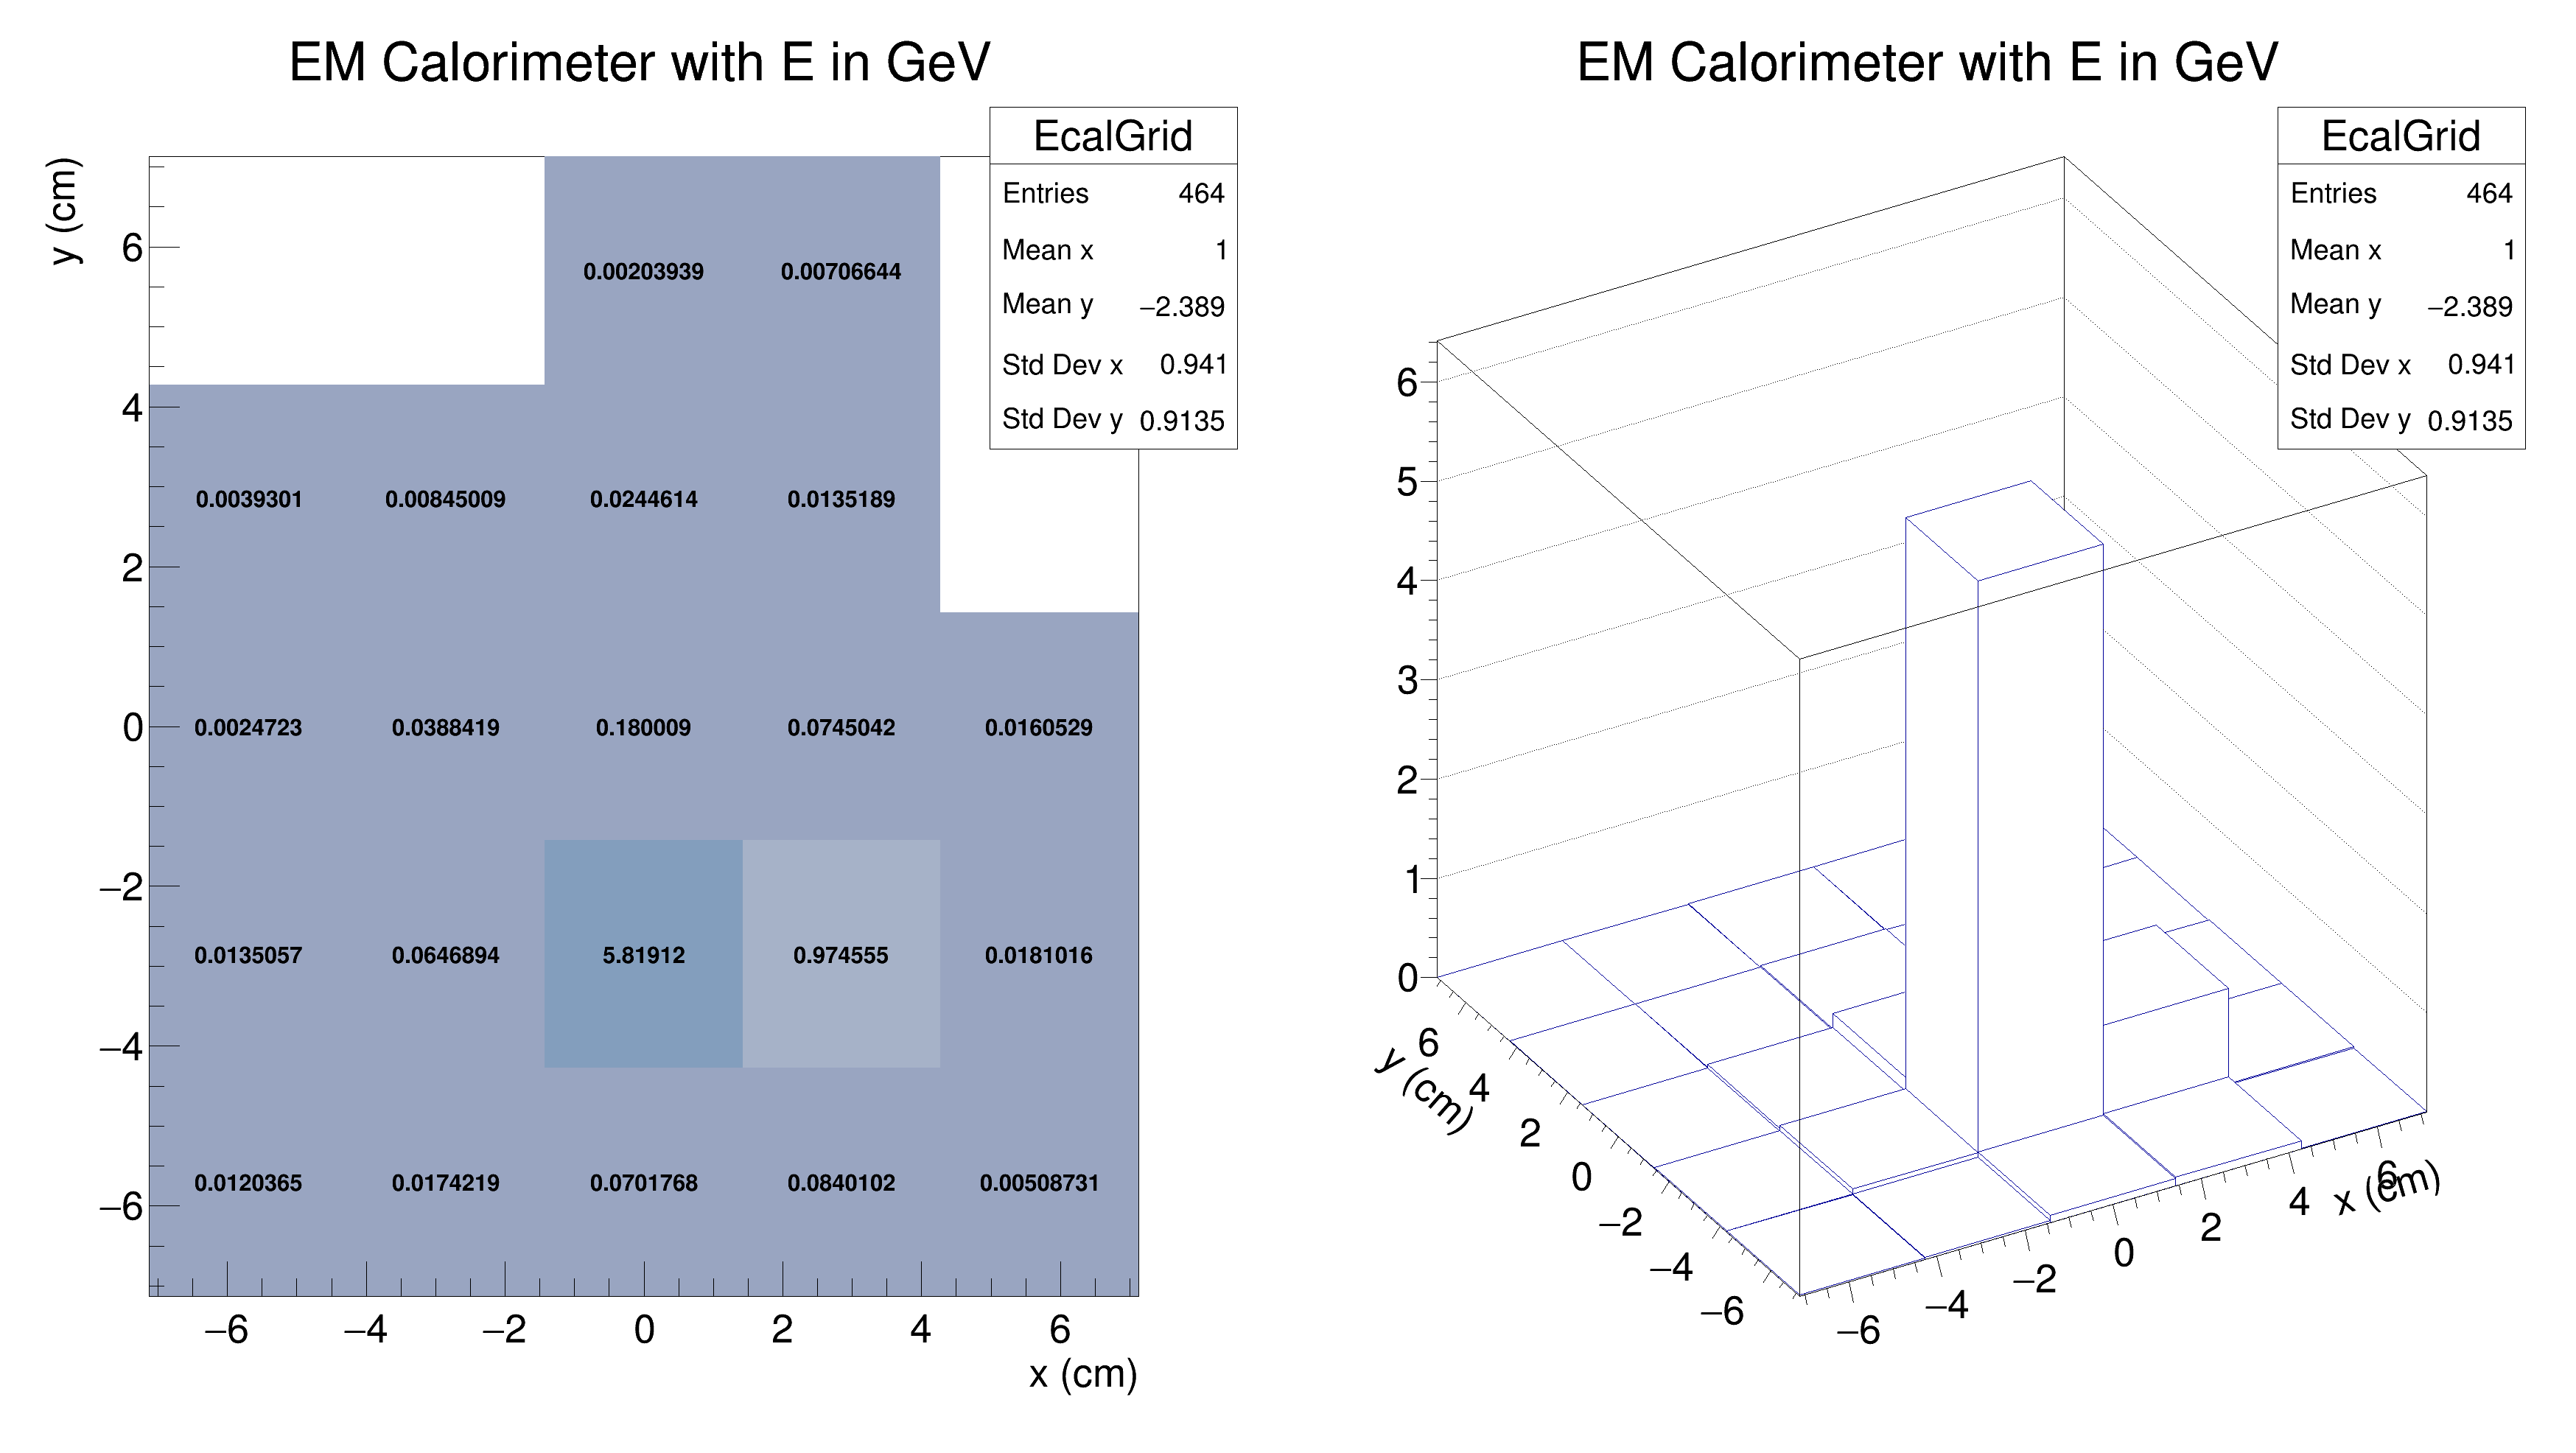 EM Calorimeter with E in GeV
EcalGrid
Entries 464
Mean x 1
Mean y −2.389
Std Dev x 0.941
Std Dev y 0.9135
y (cm)
6
4
2
0
−2
−4
−6
0.00203939 0.00706644
0.0039301 0.00845009 0.0244614 0.0135189
0.0024723 0.0388419 0.180009 0.0745042 0.0160529
0.0135057 0.0646894 5.81912 0.974555 0.0181016
0.0120365 0.0174219 0.0701768 0.0840102 0.00508731
−6 −4 −2 0 2 4 6
x (cm)
EM Calorimeter with E in GeV
EcalGrid
Entries 464
Mean x 1
Mean y −2.389
Std Dev x 0.941
Std Dev y 0.9135
6
5
4
3
2
1
0
y (cm)
6
4
2
0
−2
−4
−6
−6
−4
−2
0
2
4
6
x (cm)